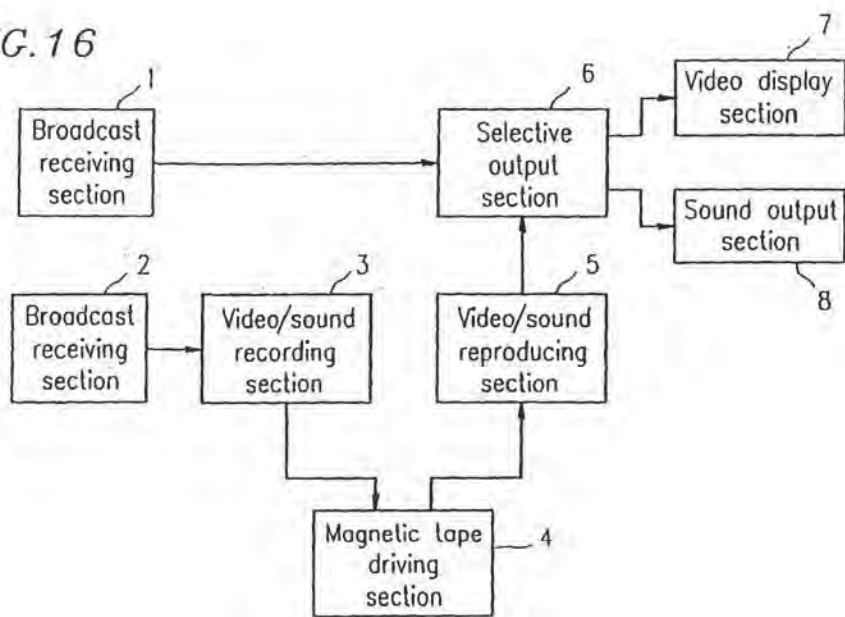 G. 16
1
Broadcast
receiving
section
2
Broadcast
receiving
section
3
Video/sound
recording
section
4
Magnetic tape
driving
section
5
Video/sound
reproducing
section
6
Selective
output
section
7
Video display
section
Sound output
section
8